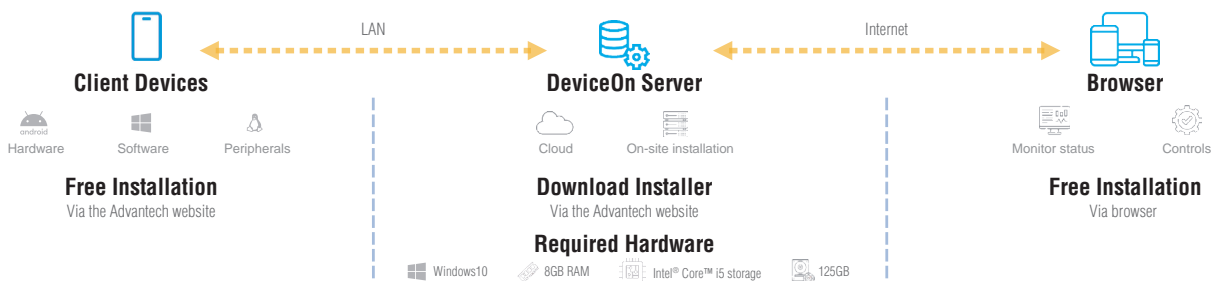 LAN
Internet
Client Devices
DeviceOn Server
Browser
android
Hardware
Software
Peripherals
Cloud
On-site installation
Monitor status
Controls
Free Installation
Via the Advantech website
Download Installer
Via the Advantech website
Free Installation
Via browser
Required Hardware
Windows10
8GB RAM
Intel® Core™ i5 storage
125GB